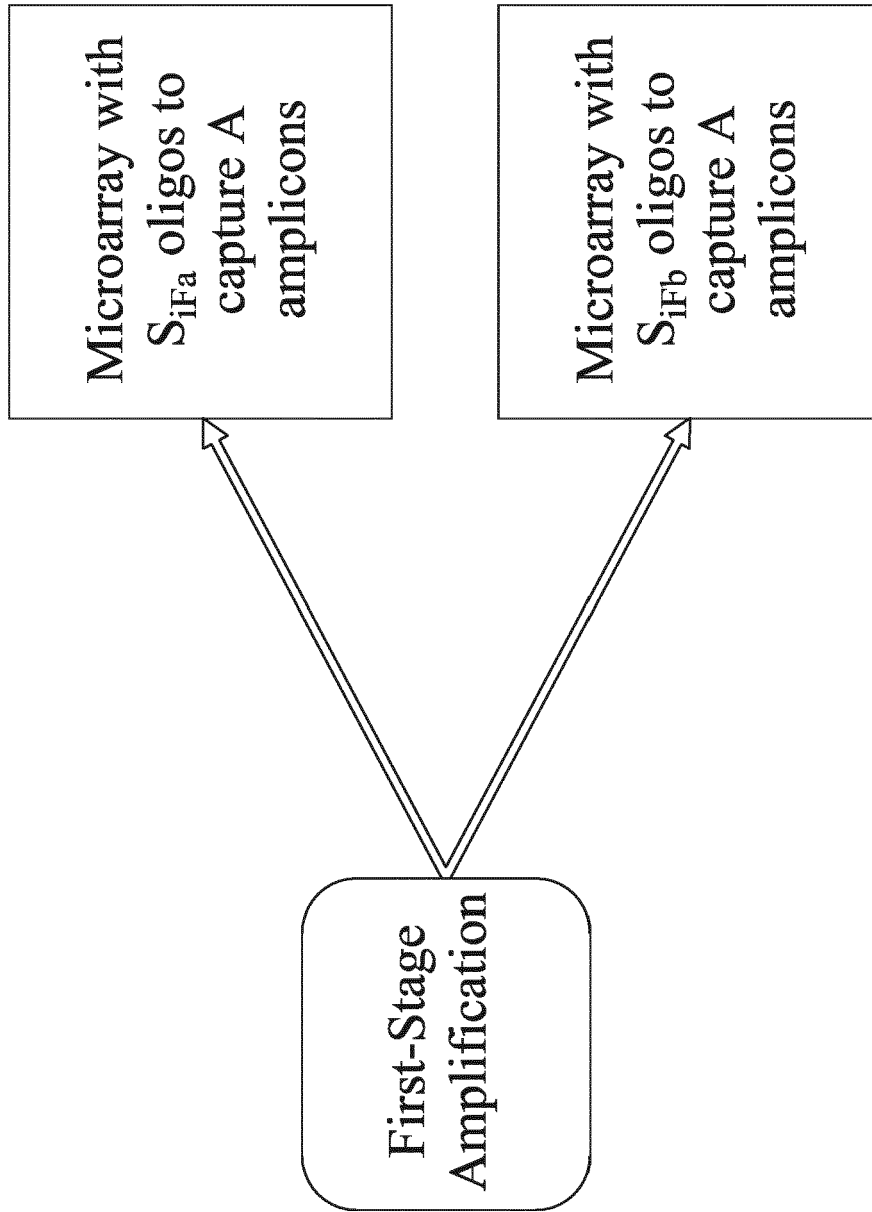 First-Stage
Amplification
Microarray with
S_iFa oligos to
capture A
amplicons
Microarray with
S_iFb oligos to
capture A
amplicons